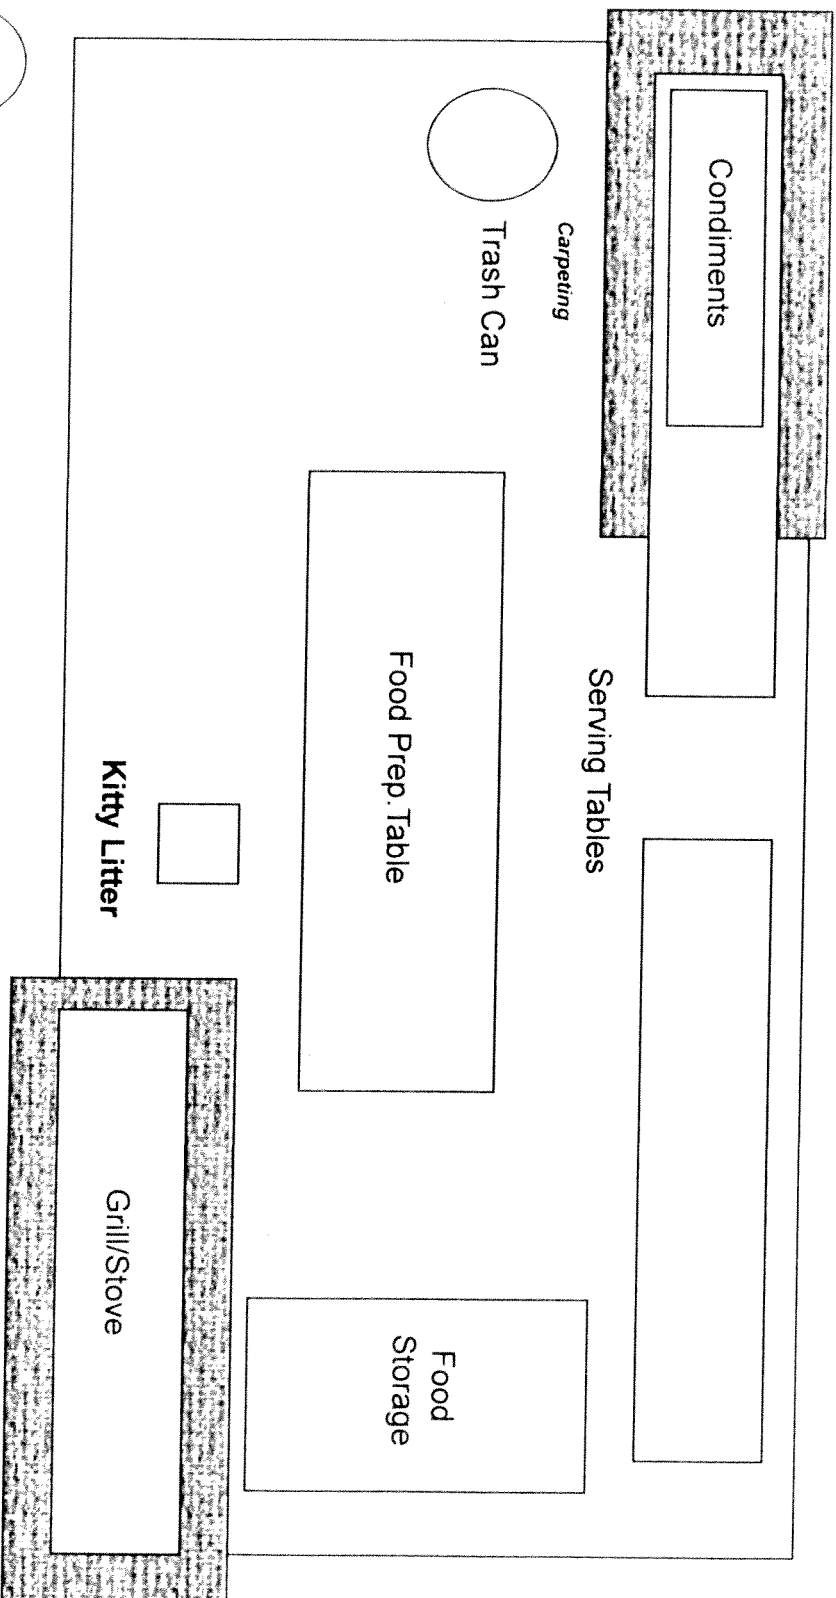 Condiments
Carpeting
Trash Can
Serving Tables
Food Prep. Table
Kitty Litter
Food
Storage
Grill/Stove